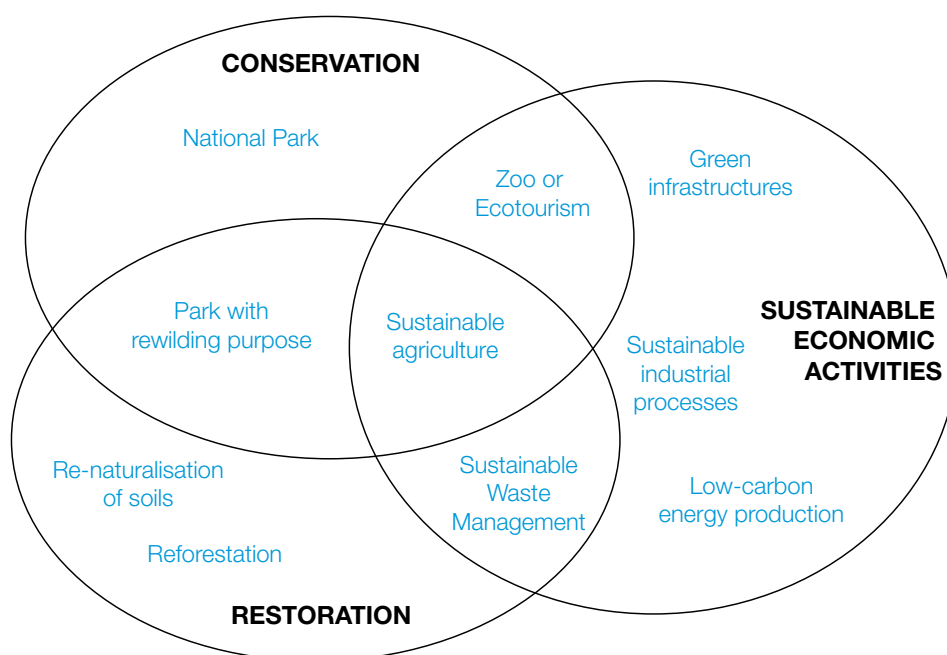 CONSERVATION
National Park
Zoo or
Ecotourism
Green
infrastructures
Park with
rewilding purpose
Sustainable
agriculture
SUSTAINABLE
ECONOMIC
ACTIVITIES
Sustainable
industrial
processes
Re-naturalisation
of soils
Sustainable
Waste
Management
Low-carbon
energy production
Reforestation
RESTORATION